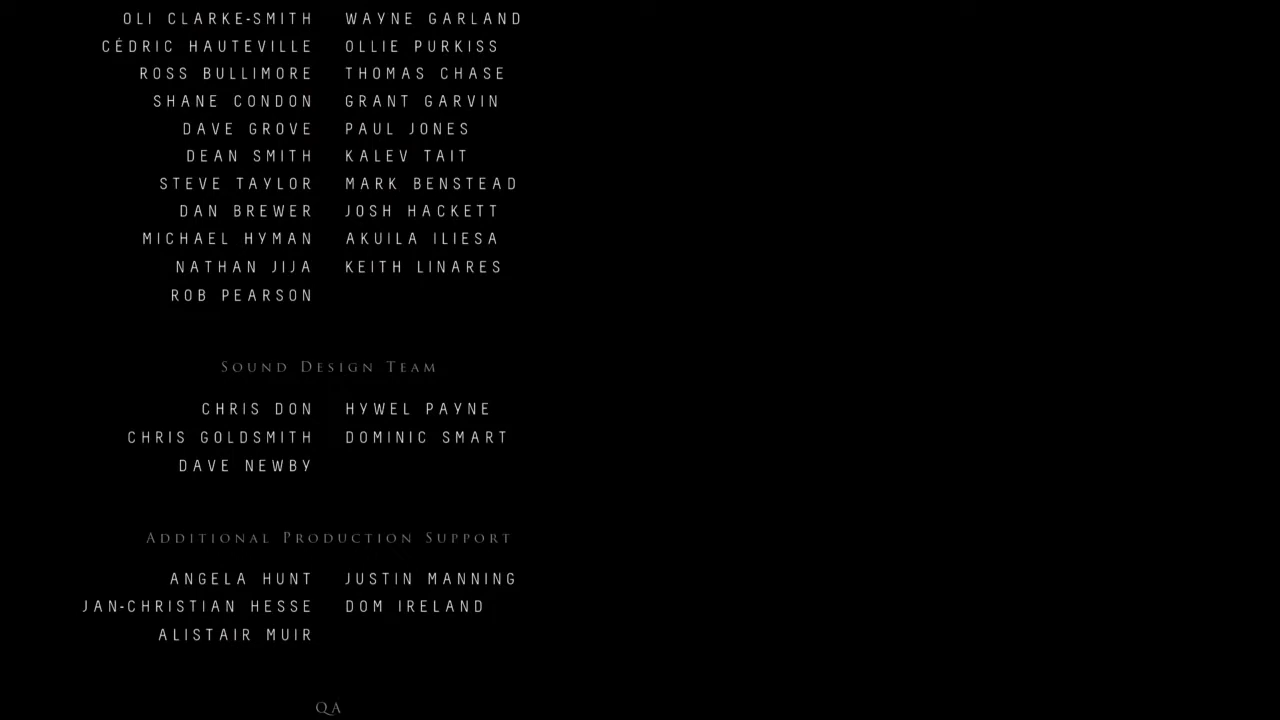 OLI CLARKE-SMITH WAYNE GARLAND
CÉDRIC HAUTEVILLE OLLIE PURKISS
ROSS BULLIMORE THOMAS CHASE
SHANE CONDON GRANT GARVIN
DAVE GROVE PAUL JONES
DEAN SMITH KALEV TAIT
STEVE TAYLOR MARK BENSTEAD
DAN BREWER JOSH HACKETT
MICHAEL HYMAN AKUILA ILIESA
NATHAN JIJA KEITH LINARES
ROB PEARSON
SOUND DESIGN TEAM
CHRIS DON HYWEL PAYNE
CHRIS GOLDSMITH DOMINIC SMART
DAVE NEWBY
ADDITIONAL PRODUCTION SUPPORT
ANGELA HUNT JUSTIN MANNING
JAN-CHRISTIAN HESSE DOM IRELAND
ALISTAIR MUIR
QA